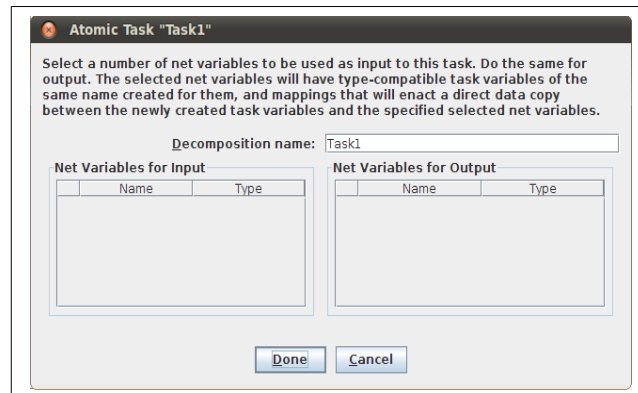 Atomic Task "Task1"
Select a number of net variables to be used as input to this task. Do the same for
output. The selected net variables will have type-compatible task variables of the
same name created for them, and mappings that will enact a direct data copy
between the newly created task variables and the specified selected net variables.
Decomposition name: Task1
Net Variables for Input
Name Type
Net Variables for Output
Name Type
Done Cancel